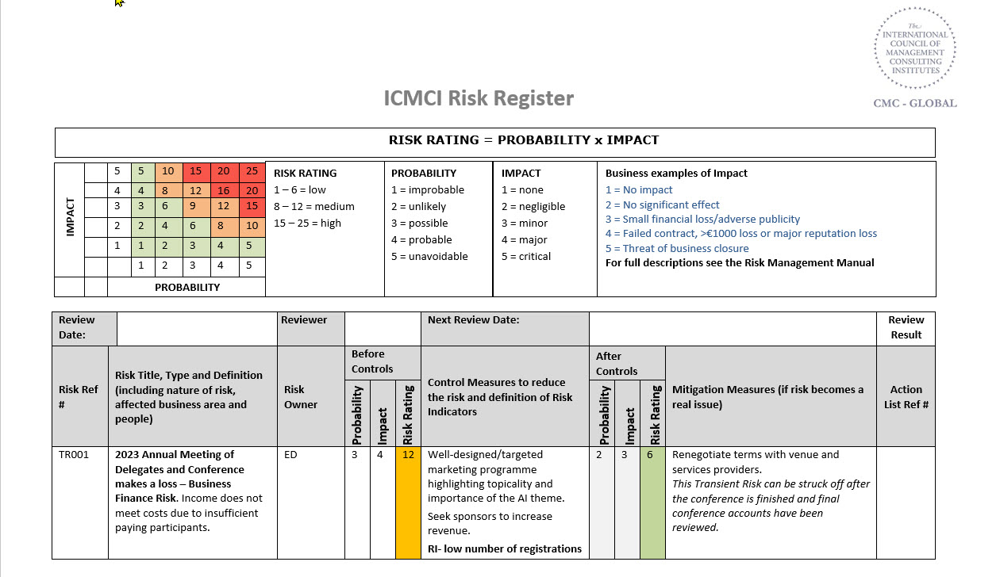 The
INTERNATIONAL
COUNCIL OF
MANAGEMENT
CONSULTING
INSTITUTES
CMC - GLOBAL
ICMCI Risk Register
RISK RATING = PROBABILITY x IMPACT
IMPACT
5 5 10 15 20 25
4 4 8 12 16 20
3 3 6 9 12 15
2 2 4 6 8 10
1 1 2 3 4 5
1 2 3 4 5
PROBABILITY
RISK RATING
1 – 6 = low
8 – 12 = medium
15 – 25 = high
PROBABILITY
1 = improbable
2 = unlikely
3 = possible
4 = probable
5 = unavoidable
IMPACT
1 = none
2 = negligible
3 = minor
4 = major
5 = critical
Business examples of Impact
1 = No impact
2 = No significant effect
3 = Small financial loss/adverse publicity
4 = Failed contract, >€1000 loss or major reputation loss
5 = Threat of business closure
For full descriptions see the Risk Management Manual
Review
Date:
Reviewer
Next Review Date:
Review
Result
Risk Ref
#
Risk Title, Type and Definition
(including nature of risk,
affected business area and
people)
Risk
Owner
Before
Controls
Probability
Impact
Risk Rating
Control Measures to reduce
the risk and definition of Risk
Indicators
After
Controls
Probability
Impact
Risk Rating
Mitigation Measures (if risk becomes a
real issue)
Action
List Ref #
TR001
2023 Annual Meeting of
Delegates and Conference
makes a loss – Business
Finance Risk. Income does not
meet costs due to insufficient
paying participants.
ED
3
4
12
Well-designed/targeted
marketing programme
highlighting topicality and
importance of the AI theme.
Seek sponsors to increase
revenue.
RI- low number of registrations
2
3
6
Renegotiate terms with venue and
services providers.
This Transient Risk can be struck off after
the conference is finished and final
conference accounts have been
reviewed.